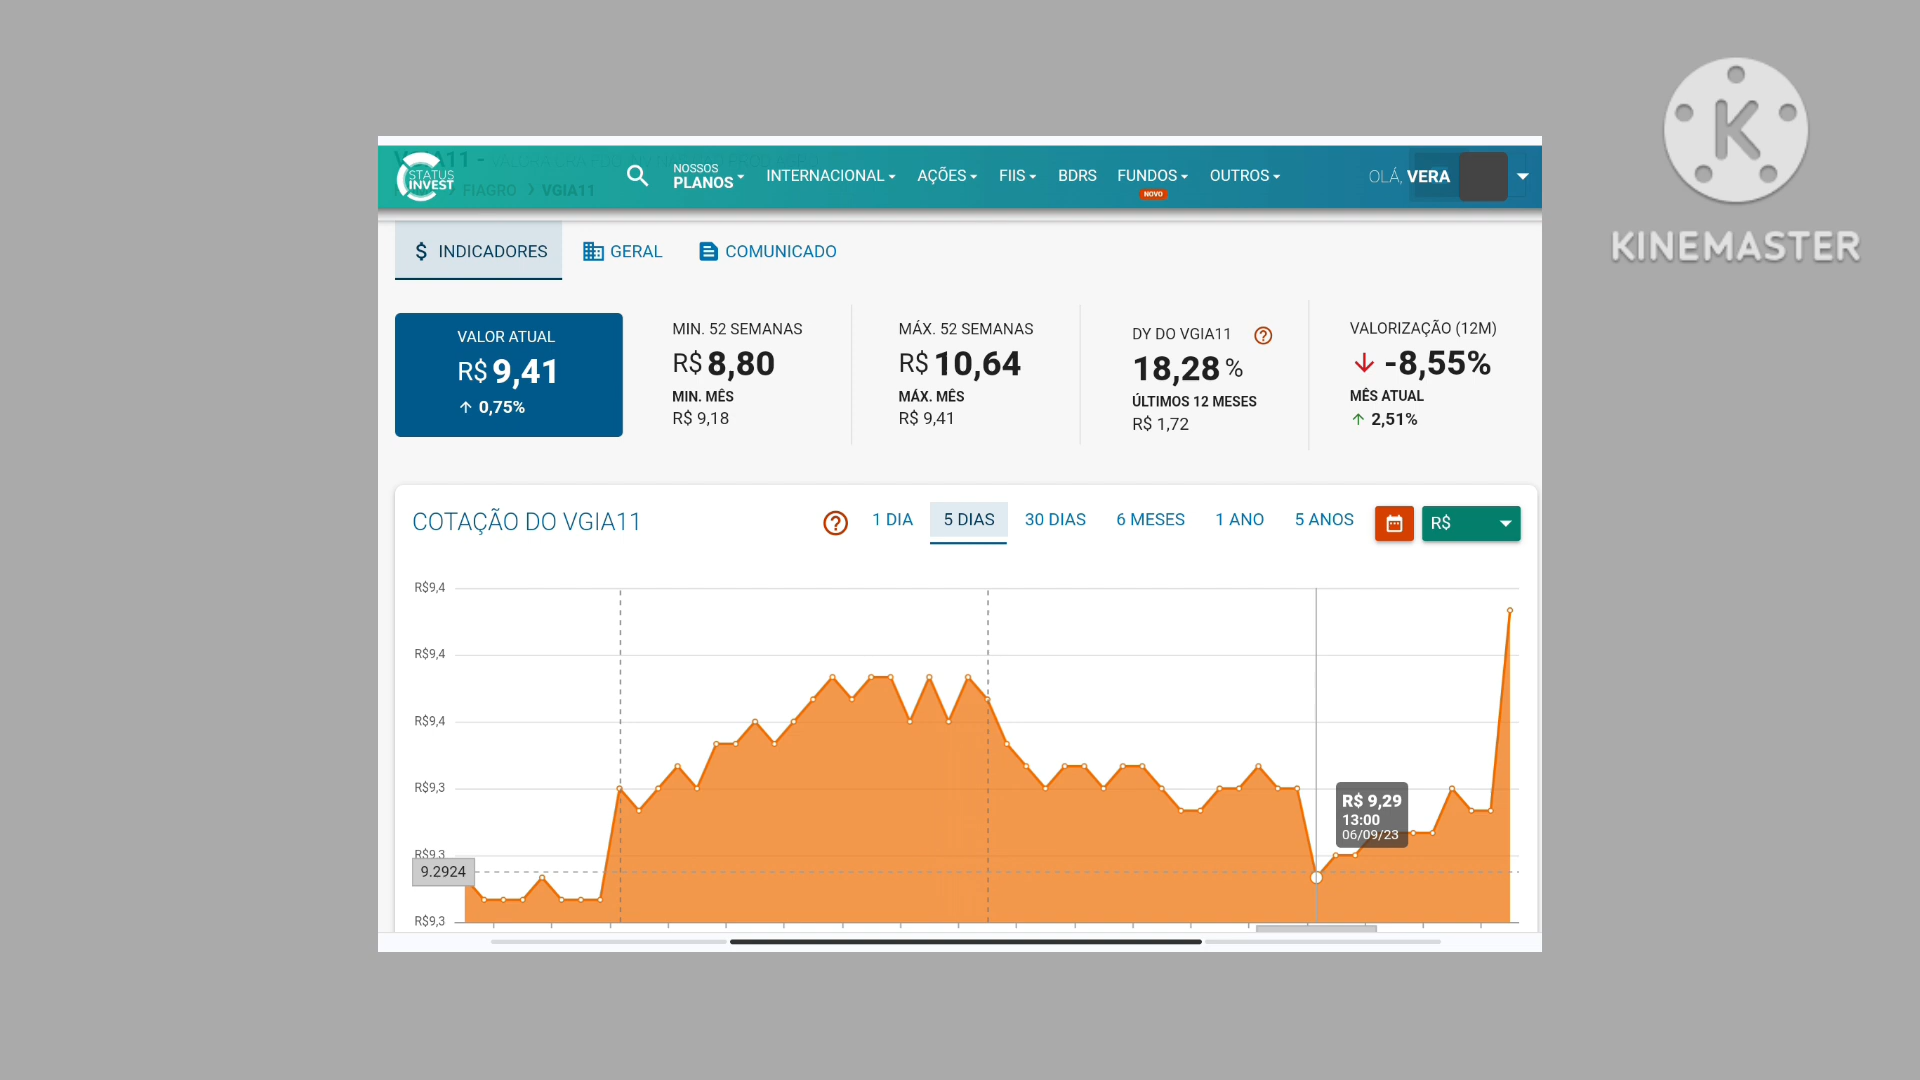 VGIA11 -
STATUS
INVEST
FIAGRO > VGIA11
NOSSOS
PLANOS
INTERNACIONAL
AÇÕES
FIIS
BDRS
FUNDOS
NOVO
OUTROS
OLÁ, VERA
K
KINEMASTER
INDICADORES
GERAL
COMUNICADO
VALOR ATUAL
R$ 9,41
0,75%
MIN. 52 SEMANAS
R$ 8,80
MIN. MÊS
R$ 9,18
MÁX. 52 SEMANAS
R$ 10,64
MÁX. MÊS
R$ 9,41
DY DO VGIA11
18,28 %
ÚLTIMOS 12 MESES
R$ 1,72
VALORIZAÇÃO (12M)
-8,55%
MÊS ATUAL
2,51%
COTAÇÃO DO VGIA11
1 DIA
5 DIAS
30 DIAS
6 MESES
1 ANO
5 ANOS
R$
R$9,4
R$9,4
R$9,4
R$9,3
R$9,3
9.2924
R$9,3
R$ 9,29
13:00
06/09/23